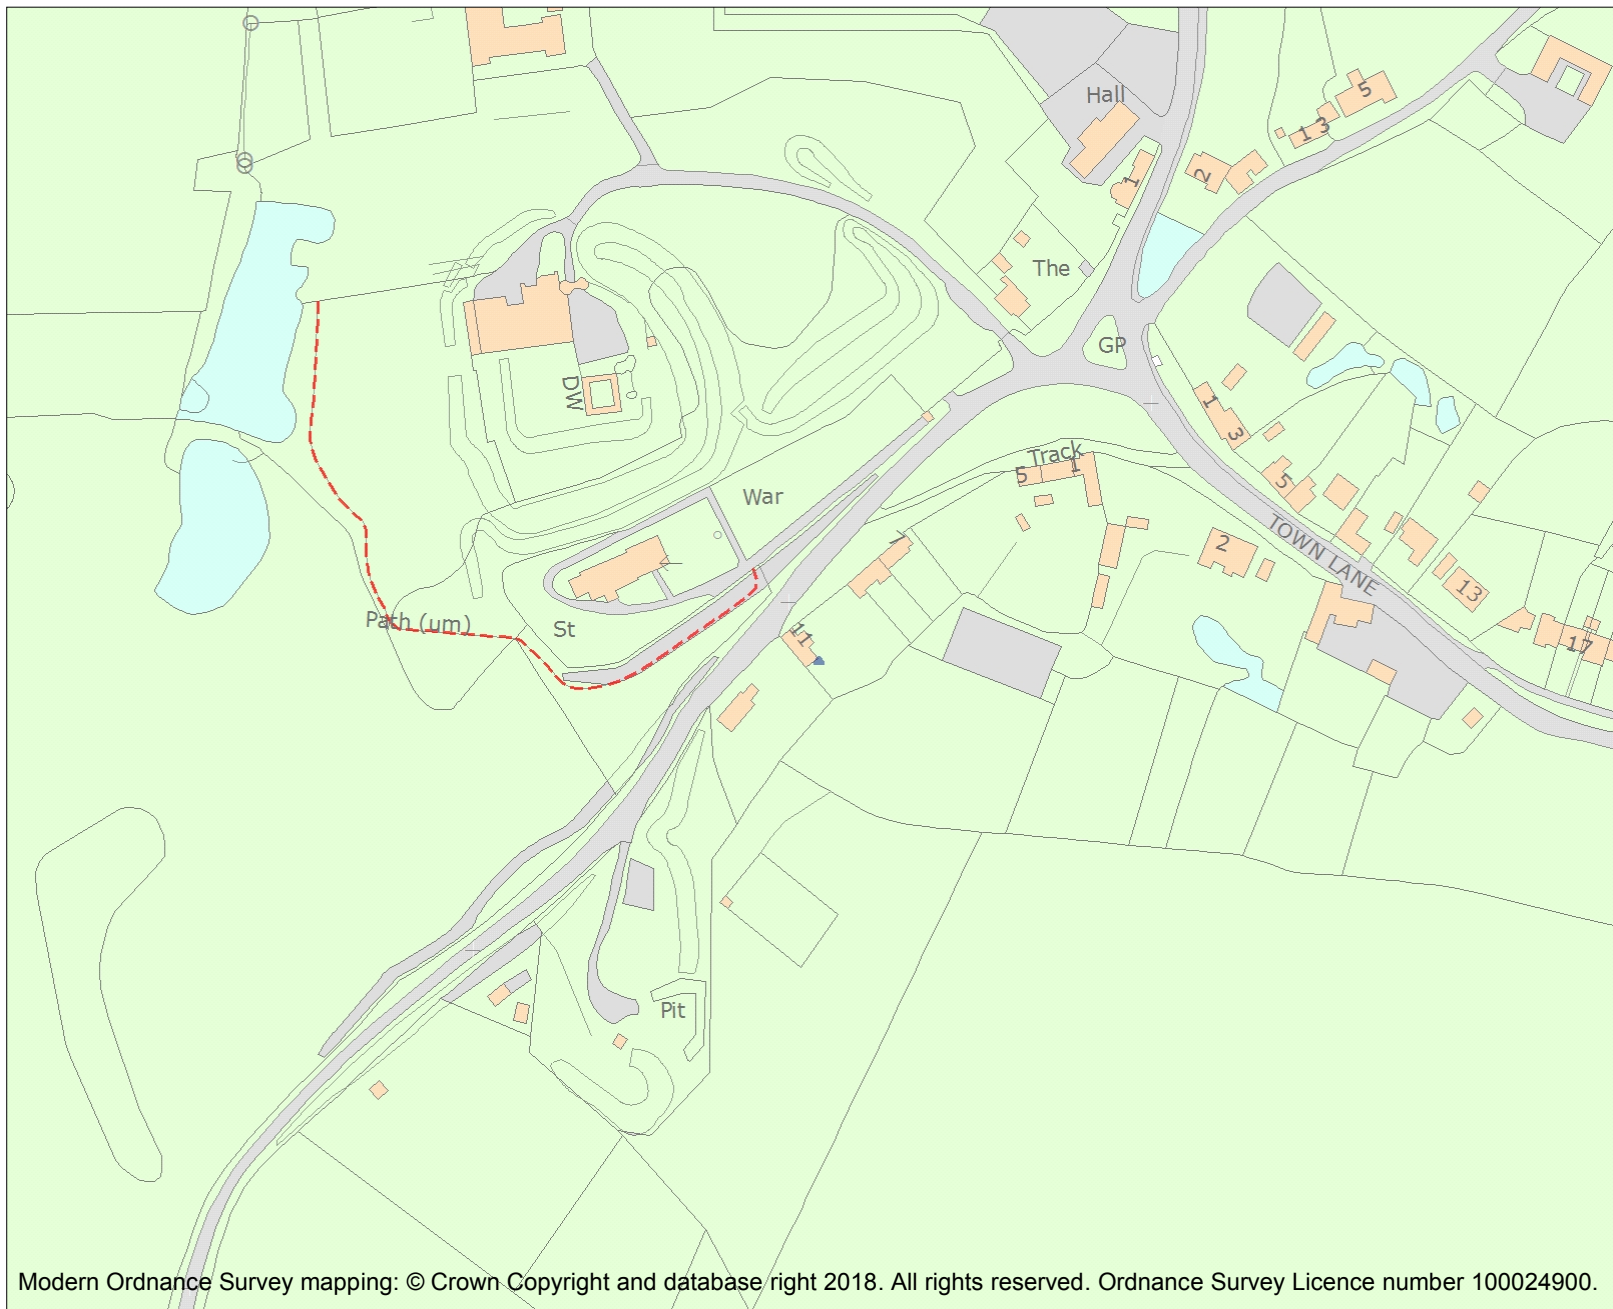 5
Hall
1 3
2
1
The
GP
DW
1
3
Track
5 1
5
War
7
2
TOWN LANE
13
Path (um)
St
11
17
Pit
Modern Ordnance Survey mapping: © Crown Copyright and database right 2018. All rights reserved. Ordnance Survey Licence number 100024900.